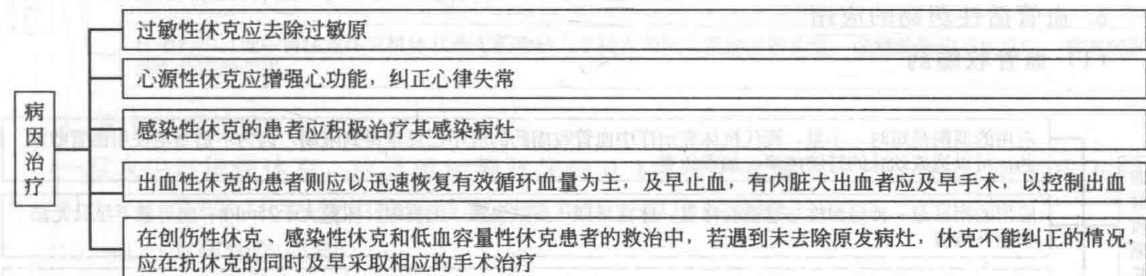 过敏性休克应去除过敏原
心源性休克应增强心功能，纠正心律失常
病因治疗
感染性休克的患者应积极治疗其感染病灶
出血性休克的患者则应以迅速恢复有效循环血量为主，及早止血，有内脏大出血者应及早手术，以控制出血
在创伤性休克、感染性休克和低血容量性休克患者的救治中，若遇到未去除原发病灶，休克不能纠正的情况，
应在抗休克的同时及早采取相应的手术治疗